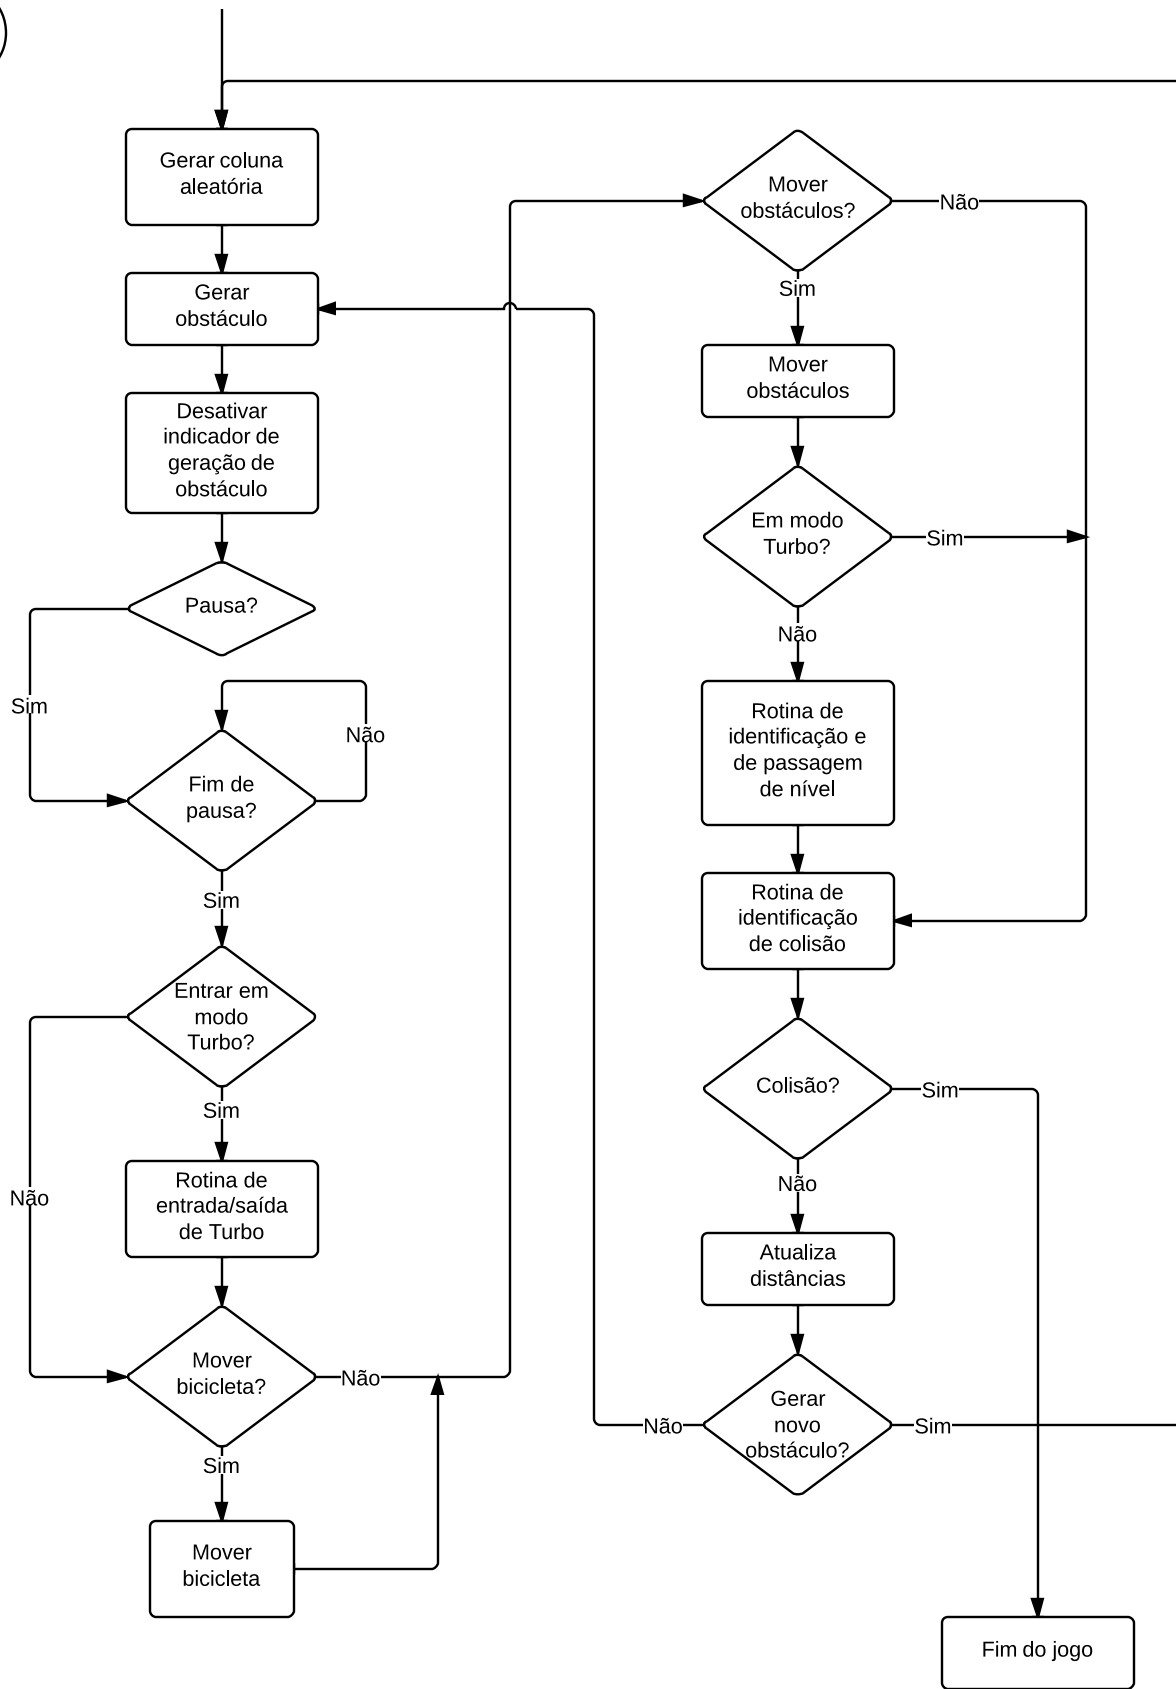 Gerar coluna
aleatória
Gerar
obstáculo
Desativar
indicador de
geração de
obstáculo
Pausa?
Sim
Não
Fim de
pausa?
Sim
Entrar em
modo
Turbo?
Sim
Não
Rotina de
entrada/saída
de Turbo
Mover
bicicleta?
Não
Sim
Mover
bicicleta
Mover
obstáculos?
Não
Sim
Mover
obstáculos
Em modo
Turbo?
Sim
Não
Rotina de
identificação e
de passagem
de nível
Rotina de
identificação
de colisão
Colisão?
Sim
Não
Atualiza
distâncias
Gerar
novo
obstáculo?
Não
Sim
Fim do jogo